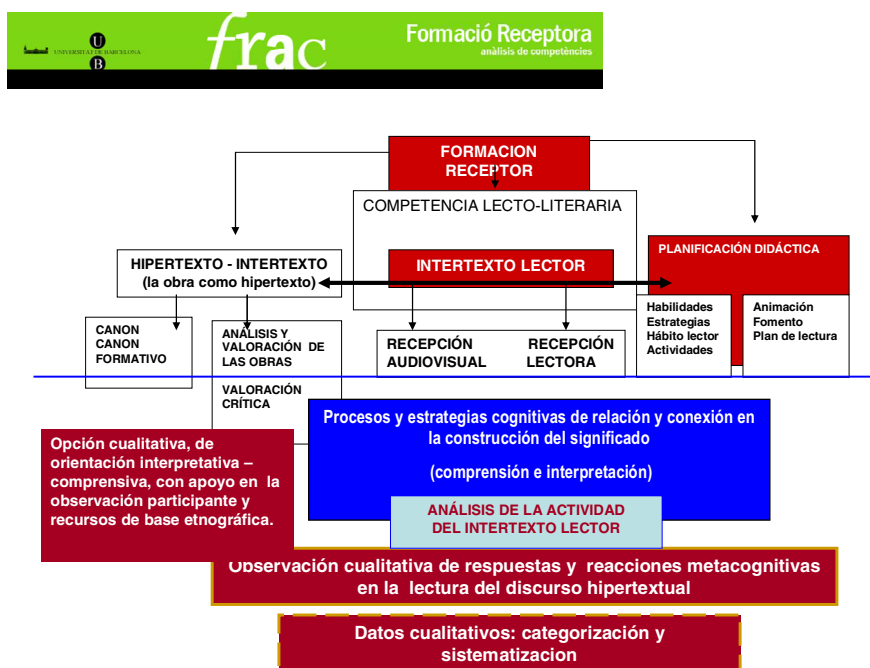 UNIVERSITAT DE BARCELONA
U
B
frac
Formació Receptora
anàlisis de competències
FORMACION
RECEPTOR
COMPETENCIA LECTO-LITERARIA
HIPERTEXTO - INTERTEXTO
(la obra como hipertexto)
INTERTEXTO LECTOR
PLANIFICACIÓN DIDÁCTICA
CANON
CANON
FORMATIVO
ANÁLISIS Y
VALORACIÓN DE
LAS OBRAS
VALORACIÓN
CRÍTICA
RECEPCIÓN
AUDIOVISUAL
RECEPCIÓN
LECTORA
Habilidades
Estrategias
Hábito lector
Actividades
Animación
Fomento
Plan de lectura
Procesos y estrategias cognitivas de relación y conexión en
la construcción del significado
(comprensión e interpretación)
Opción cualitativa, de
orientación interpretativa –
comprensiva, con apoyo en la
observación participante y
recursos de base etnográfica.
ANÁLISIS DE LA ACTIVIDAD
DEL INTERTEXTO LECTOR
Observación cualitativa de respuestas y reacciones metacognitivas
en la lectura del discurso hipertextual
Datos cualitativos: categorización y
sistematizacion